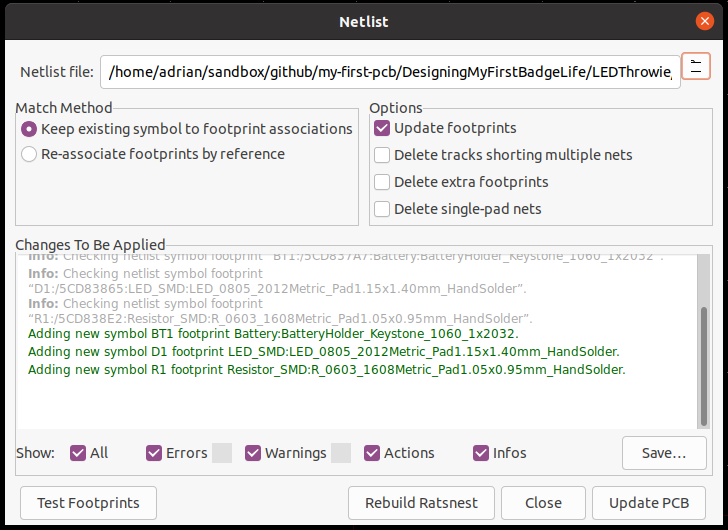 Netlist
Netlist file: /home/adrian/sandbox/github/my-first-pcb/DesigningMyFirstBadgeLife/LEDThrowie,
Match Method
Keep existing symbol to footprint associations
Re-associate footprints by reference
Options
Update footprints
Delete tracks shorting multiple nets
Delete extra footprints
Delete single-pad nets
Changes To Be Applied
Info: Checking netlist symbol footprint “BT1:/5CD837A7:Battery:BatteryHolder_Keystone_1060_1x2032”.
Info: Checking netlist symbol footprint
“D1:/5CD83865:LED_SMD:LED_0805_2012Metric_Pad1.15x1.40mm_HandSolder”.
Info: Checking netlist symbol footprint
“R1:/5CD838E2:Resistor_SMD:R_0603_1608Metric_Pad1.05x0.95mm_HandSolder”.
Adding new symbol BT1 footprint Battery:BatteryHolder_Keystone_1060_1x2032.
Adding new symbol D1 footprint LED_SMD:LED_0805_2012Metric_Pad1.15x1.40mm_HandSolder.
Adding new symbol R1 footprint Resistor_SMD:R_0603_1608Metric_Pad1.05x0.95mm_HandSolder.
Show: All Errors Warnings Actions Infos Save...
Test Footprints Rebuild Ratsnest Close Update PCB